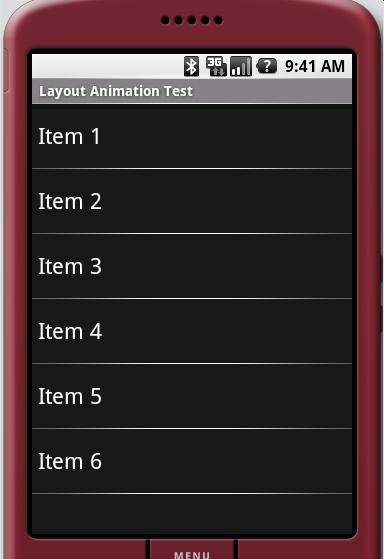 3G ? 9:41 AM
Layout Animation Test
Item 1
Item 2
Item 3
Item 4
Item 5
Item 6
MENU